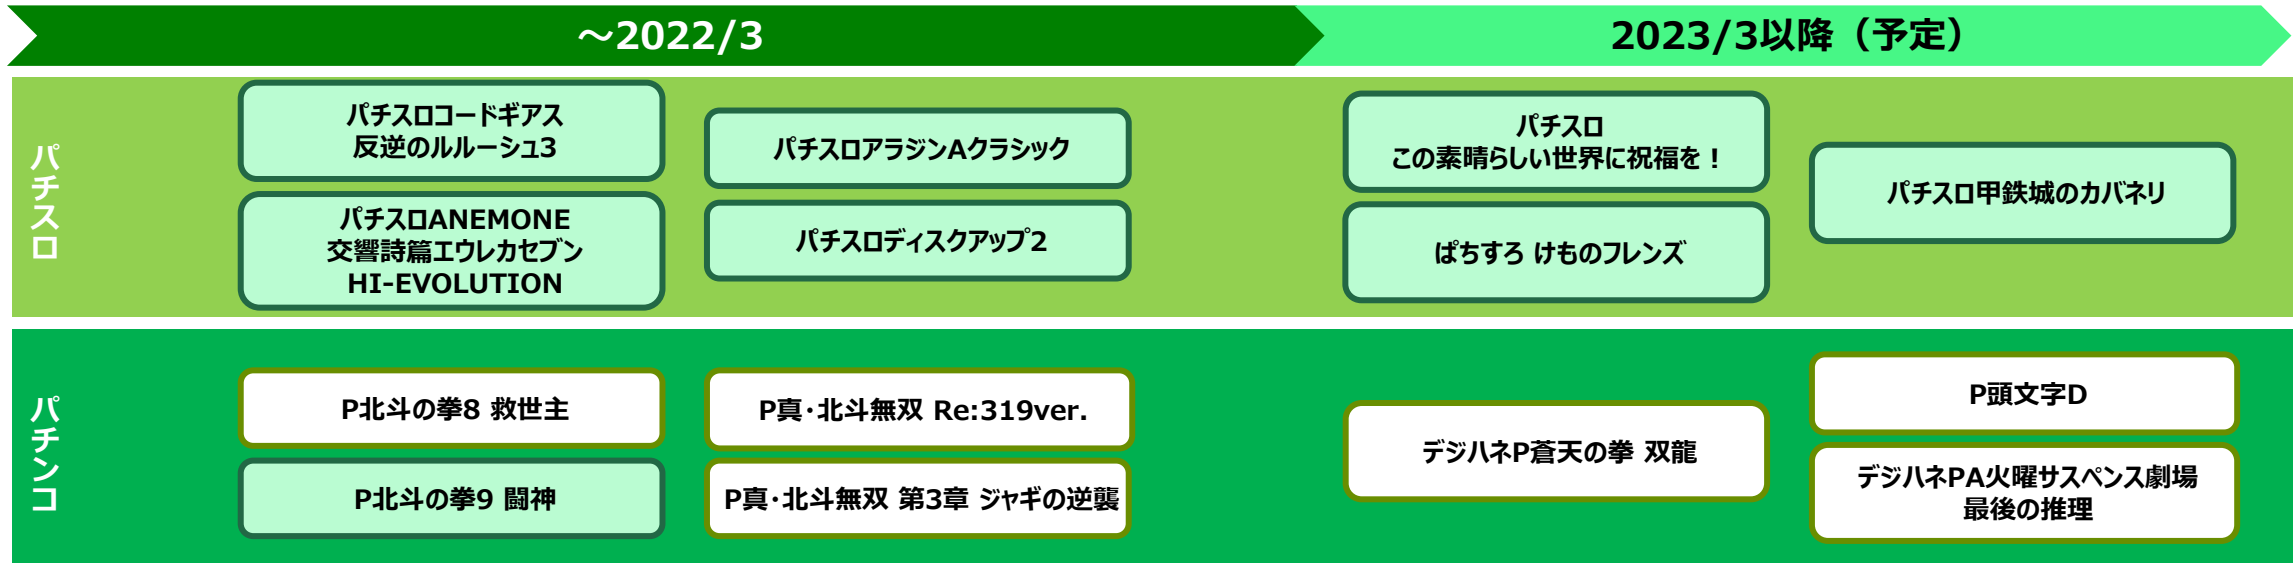 ～2022/3
2023/3以降（予定）
パチスロ
パチスロコードギアス
反逆のルルーシュ3
パチスロANEMONE
交響詩篇エウレカセブン
HI-EVOLUTION
パチスロアラジンAクラシック
パチスロディスクアップ2
パチスロ
この素晴らしい世界に祝福を！
ぱちすろ けものフレンズ
パチスロ甲鉄城のカバネリ
パチンコ
P北斗の拳8 救世主
P北斗の拳9 闘神
P真･北斗無双 Re:319ver.
P真･北斗無双 第3章 ジャギの逆襲
デジハネP蒼天の拳 双龍
P頭文字D
デジハネPA火曜サスペンス劇場
最後の推理